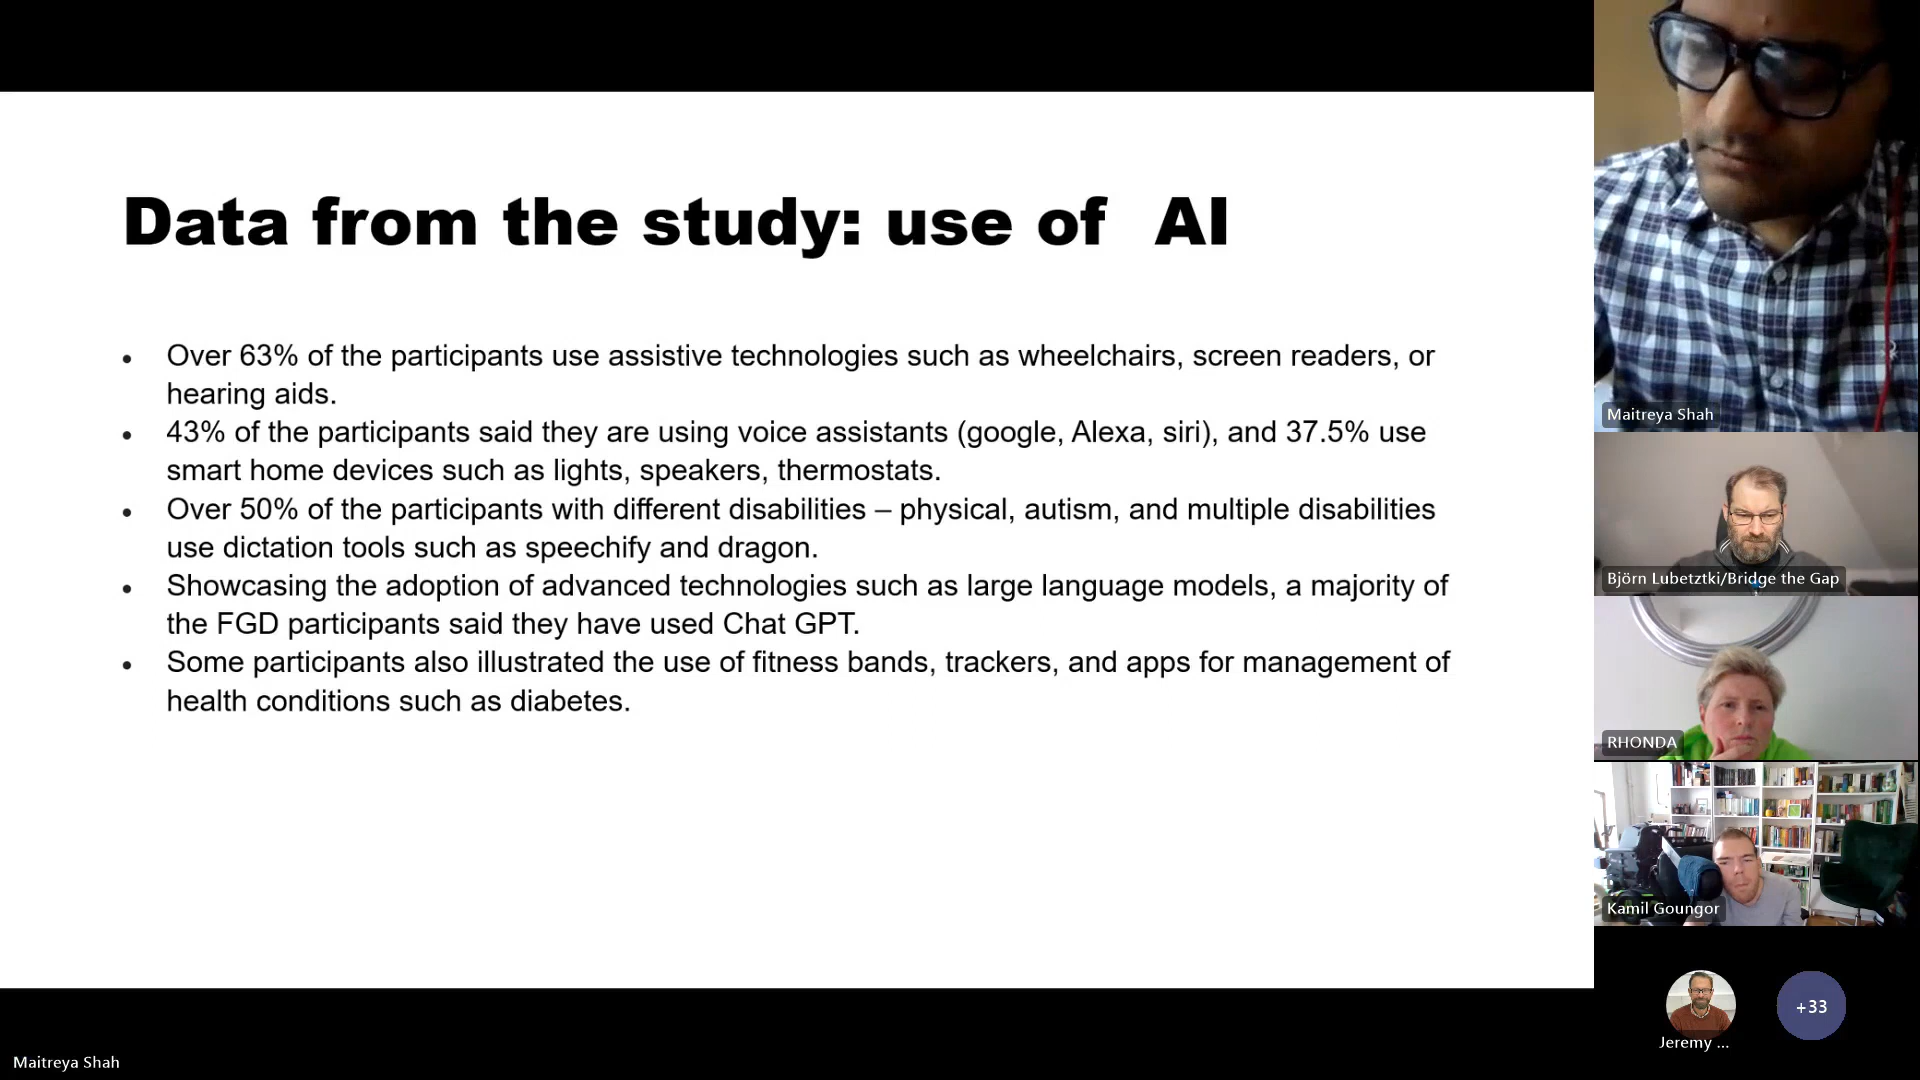 Data from the study: use of  AI
• Over 63% of the participants use assistive technologies such as wheelchairs, screen readers, or
hearing aids.
• 43% of the participants said they are using voice assistants (google, Alexa, siri), and 37.5% use
smart home devices such as lights, speakers, thermostats.
• Over 50% of the participants with different disabilities – physical, autism, and multiple disabilities
use dictation tools such as speechify and dragon.
• Showcasing the adoption of advanced technologies such as large language models, a majority of
the FGD participants said they have used Chat GPT.
• Some participants also illustrated the use of fitness bands, trackers, and apps for management of
health conditions such as diabetes.
Maitreya Shah
Björn Lubetztki/Bridge the Gap
RHONDA
Kamil Goungor
Jeremy ...
+33
Maitreya Shah